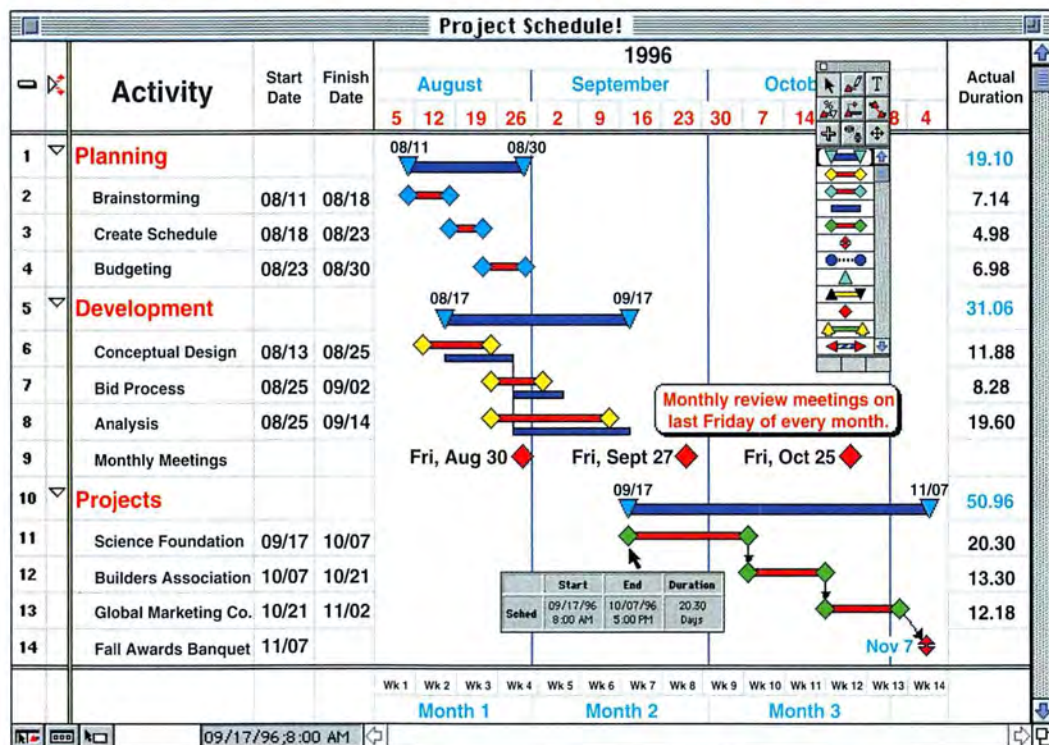 Project Schedule!
1996
Activity Start Date Finish Date August September Octob Actual Duration
5 12 19 26 2 9 16 23 30 7 14 8 4
1 Planning 08/11 08/30 19.10
2 Brainstorming 08/11 08/18 7.14
3 Create Schedule 08/18 08/23 4.98
4 Budgeting 08/23 08/30 6.98
5 Development 08/17 09/17 31.06
6 Conceptual Design 08/13 08/25 11.88
7 Bid Process 08/25 09/02 8.28
Monthly review meetings on
last Friday of every month.
8 Analysis 08/25 09/14 19.60
9 Monthly Meetings Fri, Aug 30 Fri, Sept 27 Fri, Oct 25
10 Projects 09/17 11/07 50.96
11 Science Foundation 09/17 10/07 20.30
12 Builders Association 10/07 10/21 13.30
Start End Duration
Sched 09/17/96 10/07/96 20.30
8:00 AM 5:00 PM Days
13 Global Marketing Co. 10/21 11/02 12.18
14 Fall Awards Banquet 11/07 Nov 7
Wk 1 Wk 2 Wk 3 Wk 4 Wk 5 Wk 6 Wk 7 Wk 8 Wk 9 Wk 10 Wk 11 Wk 12 Wk 13 Wk 14
Month 1 Month 2 Month 3
09/17/96;8:00 AM